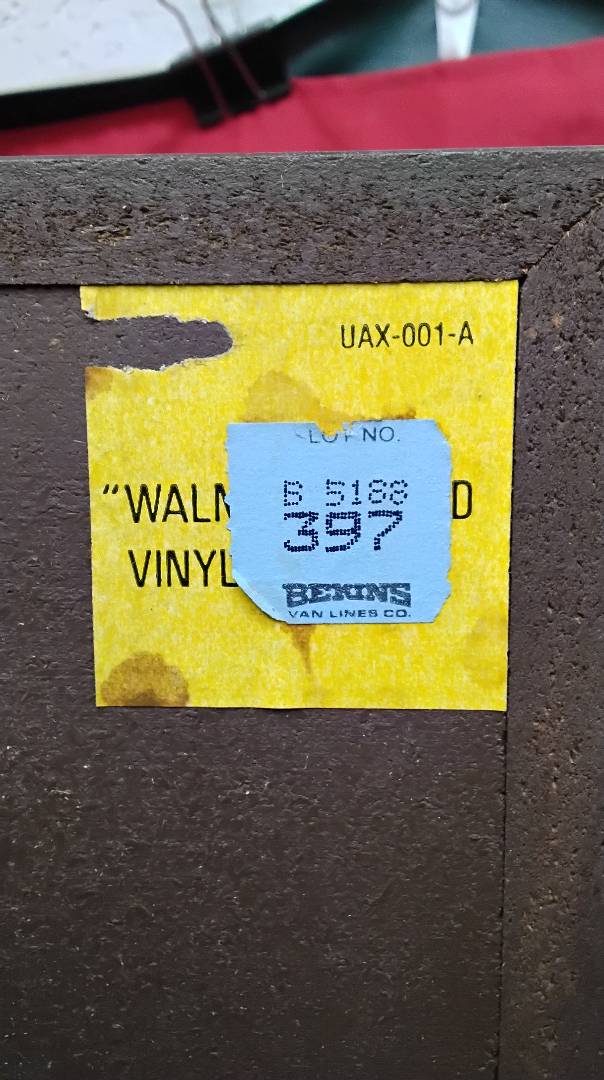 UAX-001-A
LOT NO.
B 5188
397
BEKINS
VAN LINES CO.
"WALN D
VINYL